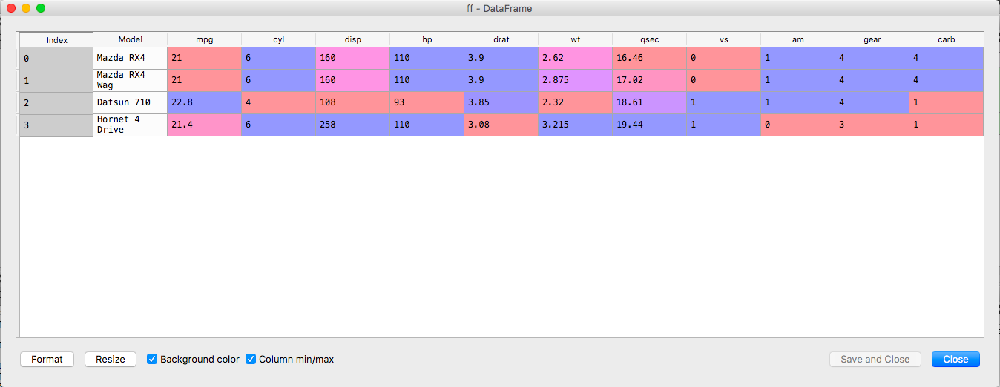 ff - DataFrame
Index Model mpg cyl disp hp drat wt qsec vs am gear carb
0 Mazda RX4 21 6 160 110 3.9 2.62 16.46 0 1 4 4
1 Mazda RX4 Wag 21 6 160 110 3.9 2.875 17.02 0 1 4 4
2 Datsun 710 22.8 4 108 93 3.85 2.32 18.61 1 1 4 1
3 Hornet 4 Drive 21.4 6 258 110 3.08 3.215 19.44 1 0 3 1
Format Resize Background color Column min/max Save and Close Close